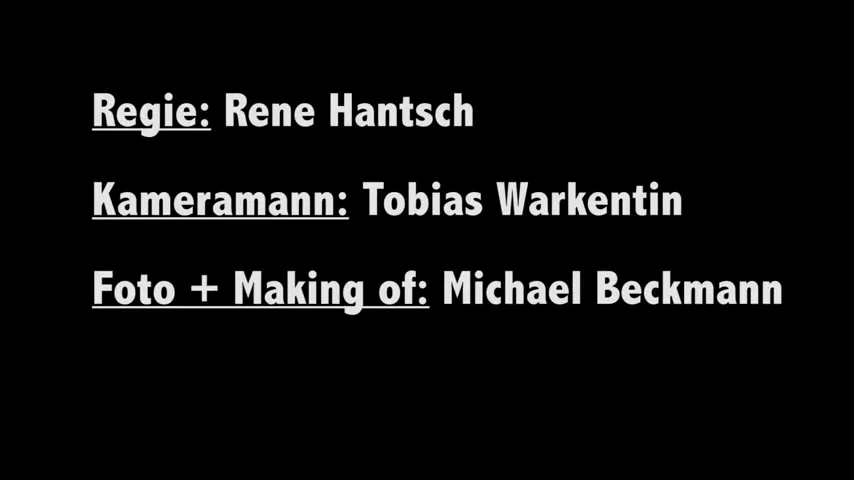 Regie: Rene Hantsch
Kameramann: Tobias Warkentin
Foto + Making of: Michael Beckmann